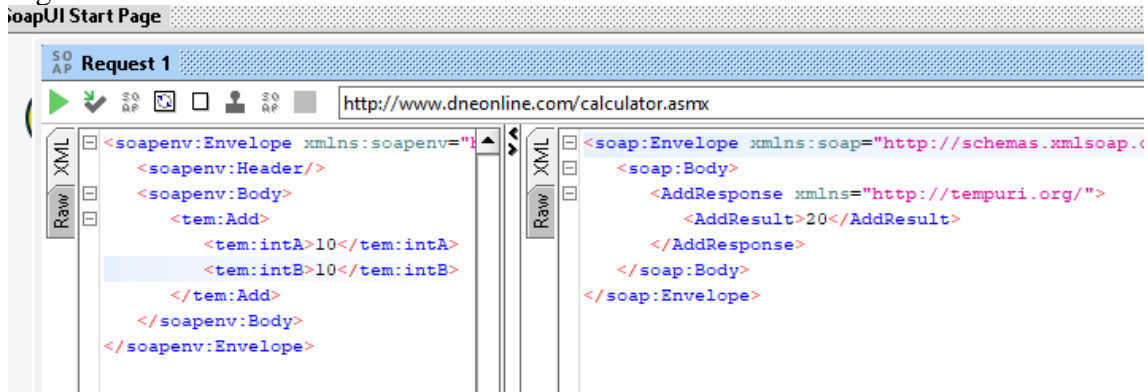 SoapUI Start Page
SO
AP Request 1
http://www.dneonline.com/calculator.asmx
XML
Raw
<soapenv:Envelope xmlns:soapenv="h
<soapenv:Header/>
<soapenv:Body>
<tem:Add>
<tem:intA>10</tem:intA>
<tem:intB>10</tem:intB>
</tem:Add>
</soapenv:Body>
</soapenv:Envelope>
XML
Raw
<soap:Envelope xmlns:soap="http://schemas.xmlsoap.o
<soap:Body>
<AddResponse xmlns="http://tempuri.org/">
<AddResult>20</AddResult>
</AddResponse>
</soap:Body>
</soap:Envelope>